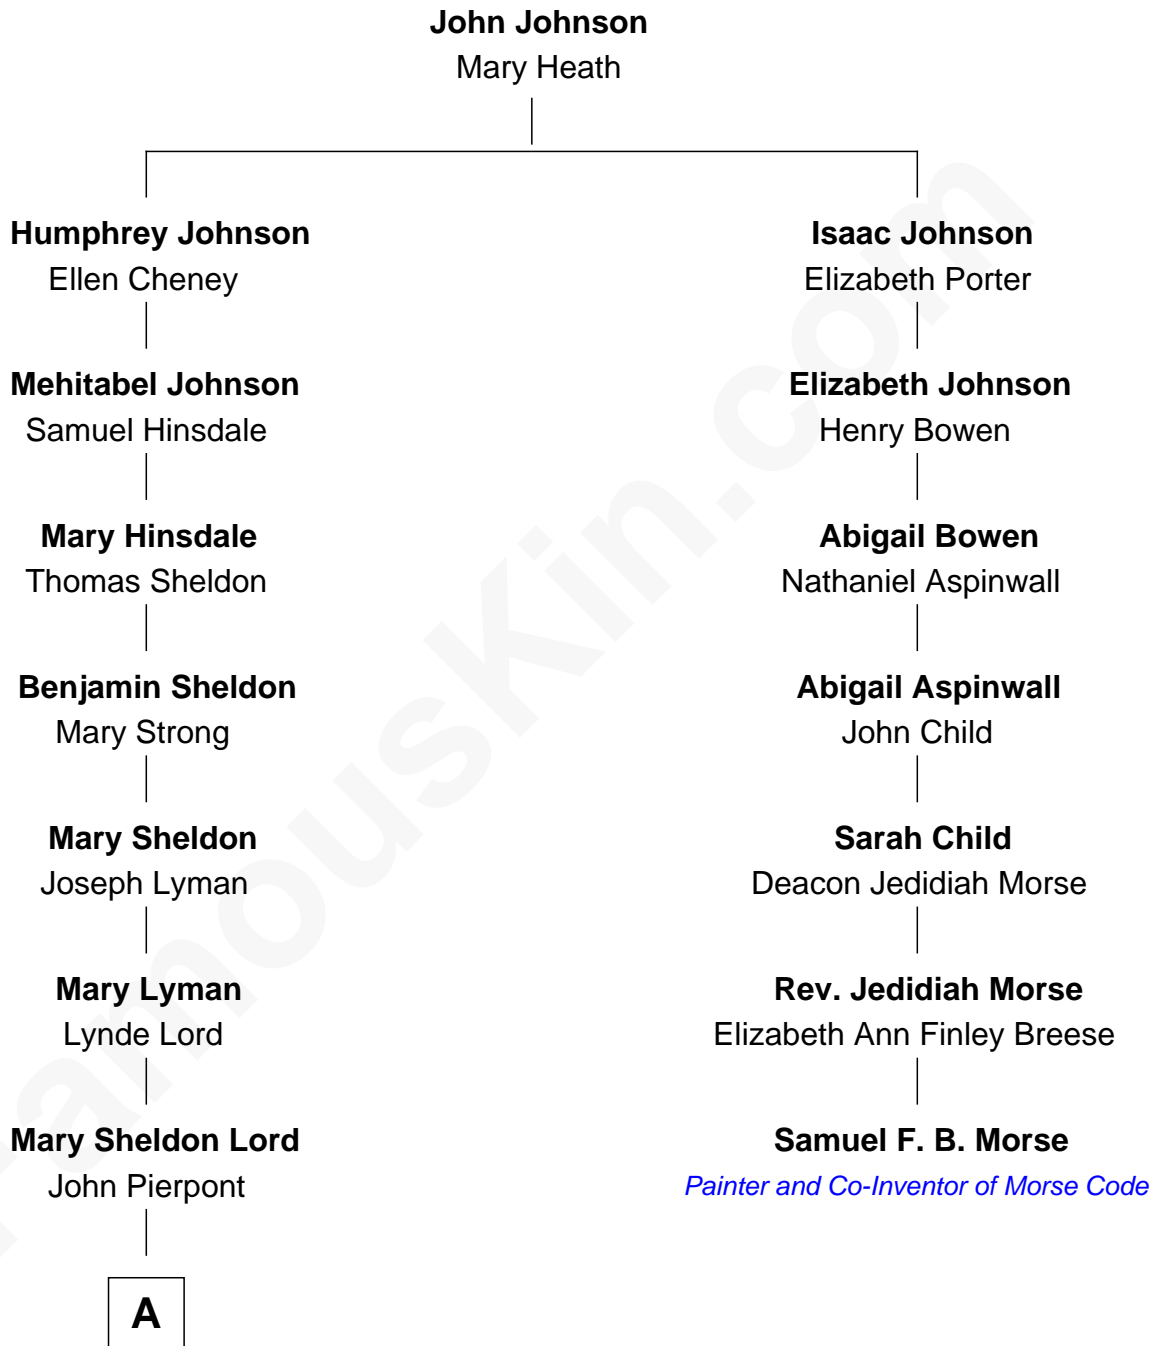 John Johnson
Mary Heath
Humphrey Johnson
Ellen Cheney
Mehitabel Johnson
Samuel Hinsdale
Mary Hinsdale
Thomas Sheldon
Benjamin Sheldon
Mary Strong
Mary Sheldon
Joseph Lyman
Mary Lyman
Lynde Lord
Mary Sheldon Lord
John Pierpont
A
Isaac Johnson
Elizabeth Porter
Elizabeth Johnson
Henry Bowen
Abigail Bowen
Nathaniel Aspinwall
Abigail Aspinwall
John Child
Sarah Child
Deacon Jedidiah Morse
Rev. Jedidiah Morse
Elizabeth Ann Finley Breese
Samuel F. B. Morse
Painter and Co-Inventor of Morse Code
FamousKin.com